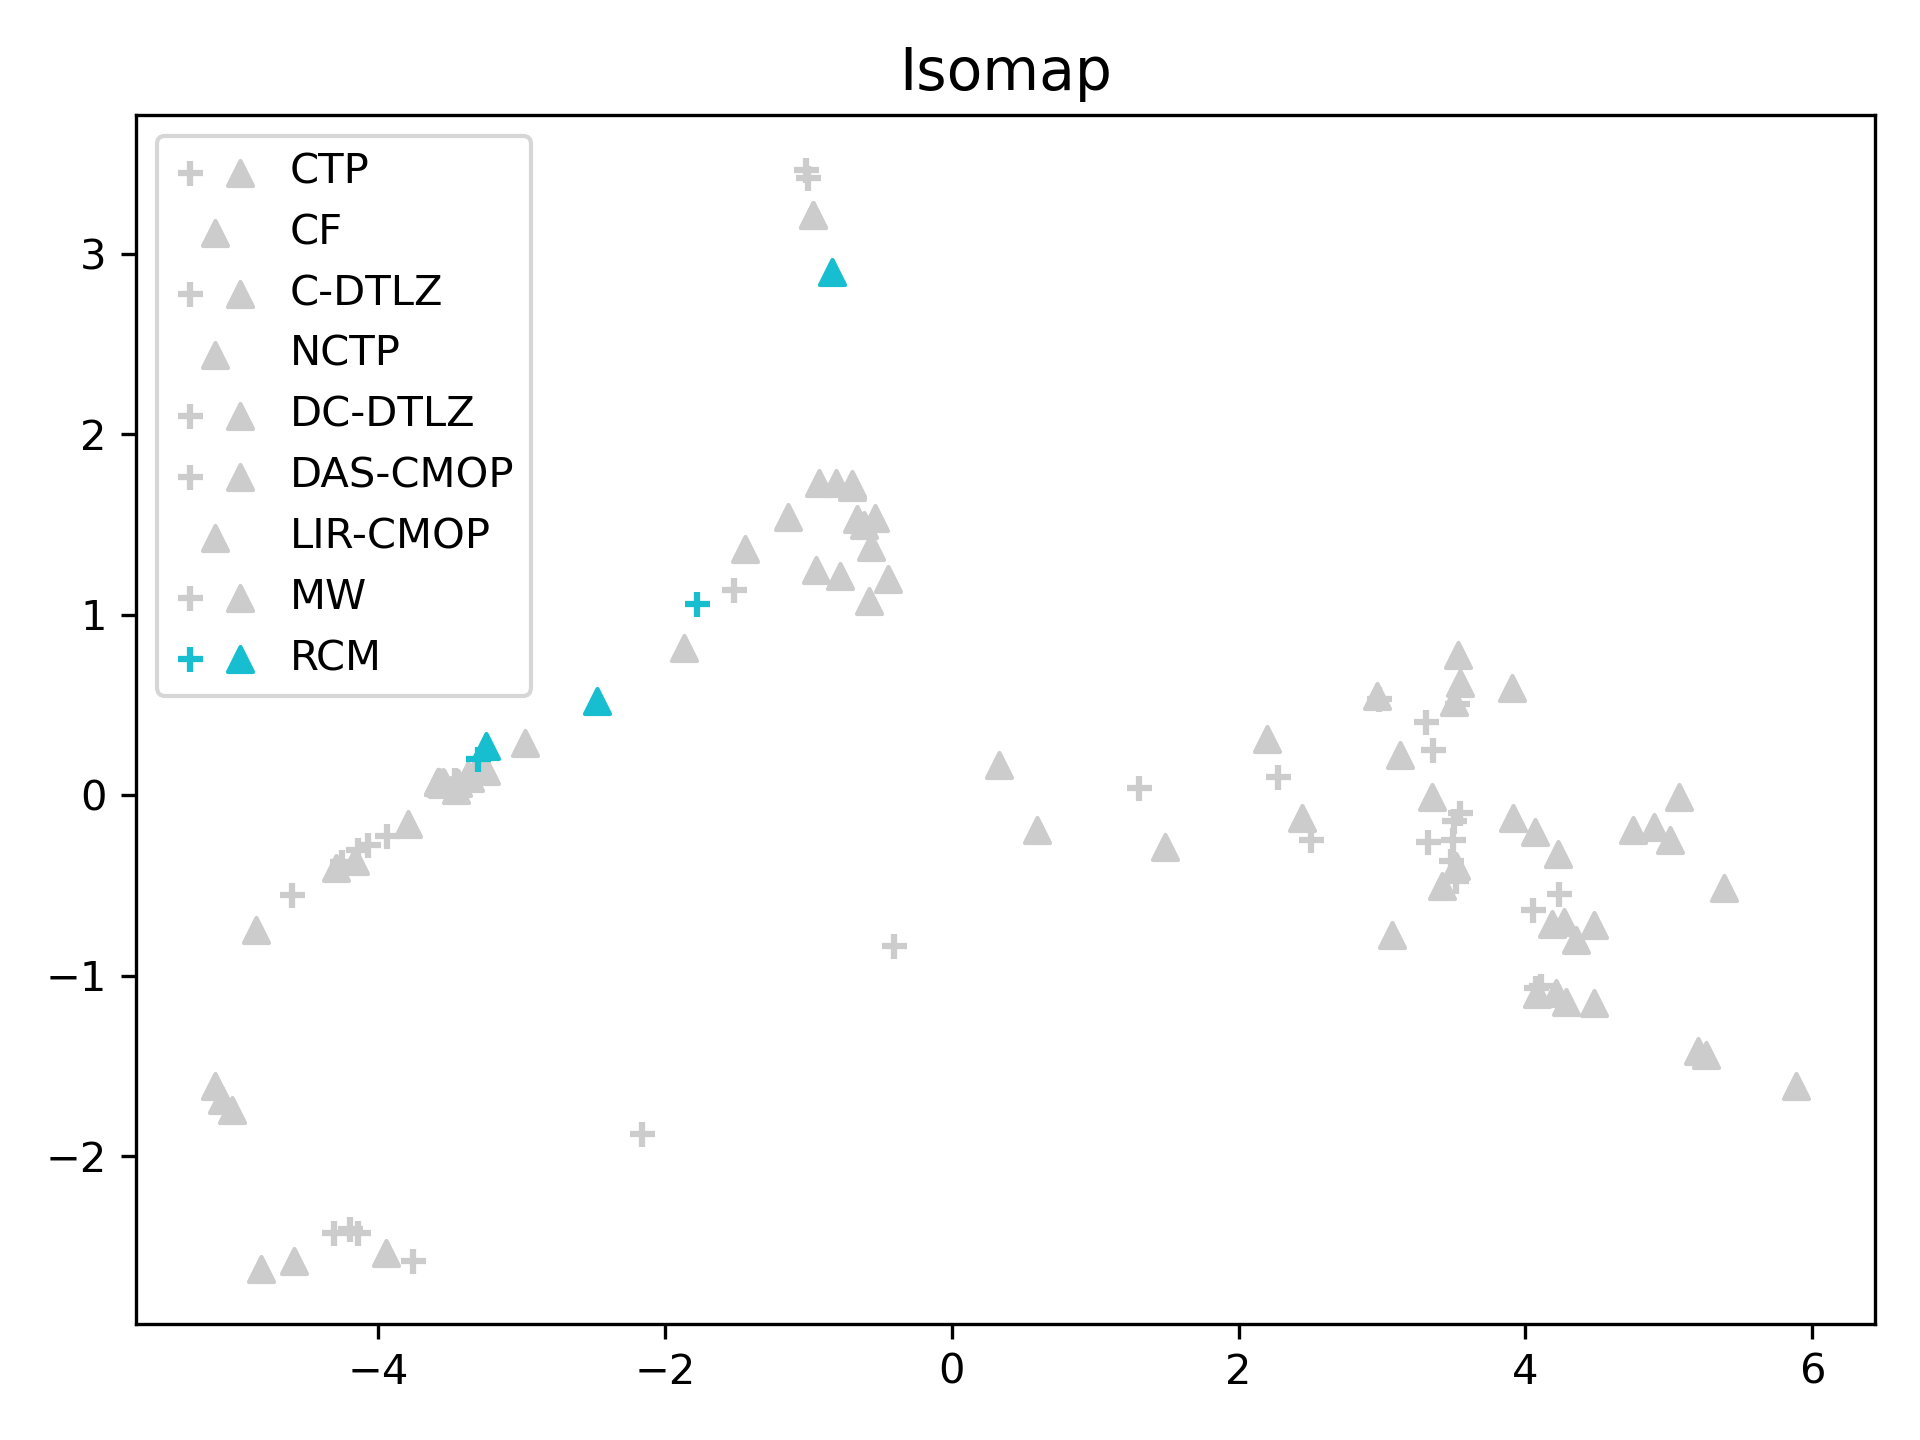 Isomap
CTP
CF
C-DTLZ
NCTP
DC-DTLZ
DAS-CMOP
LIR-CMOP
MW
RCM
3
2
1
0
−1
−2
−4
−2
0
2
4
6